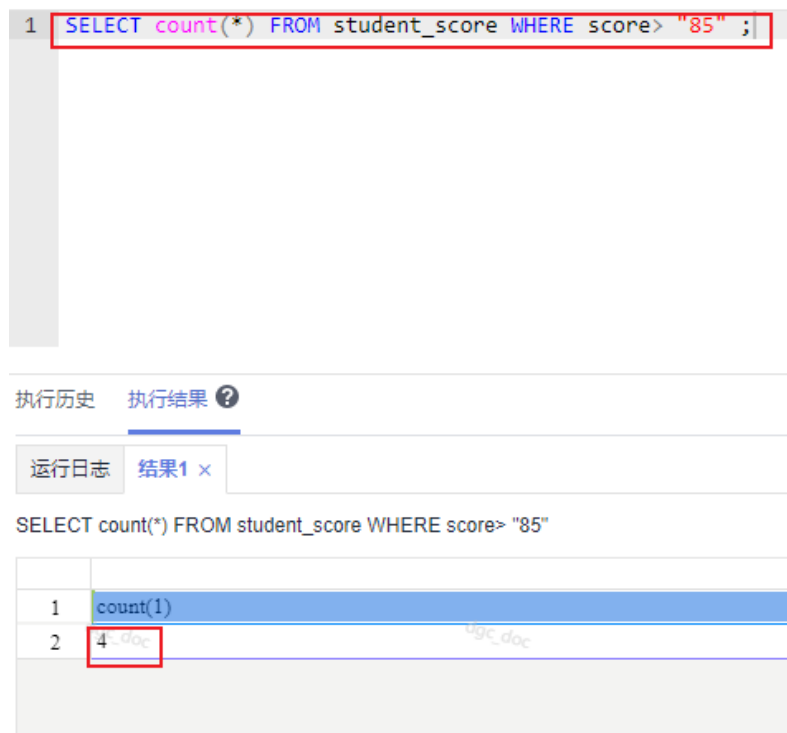 1 SELECT count(*) FROM student_score WHERE score> "85" ;
执行历史 执行结果 ?
运行日志 结果1 ×
SELECT count(*) FROM student_score WHERE score> "85"
1 count(1)
2 4
dgc_doc